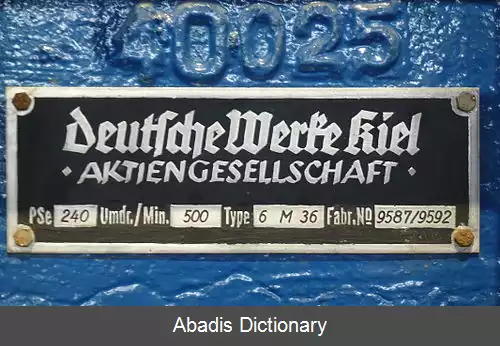 40025
Deutsche Werke Kiel
· AKTIENGESELLSCHAFT ·
PSe 240 Umdr./Min. 500 Type 6 M 36 Fabr.No 9587/9592
Abadis Dictionary